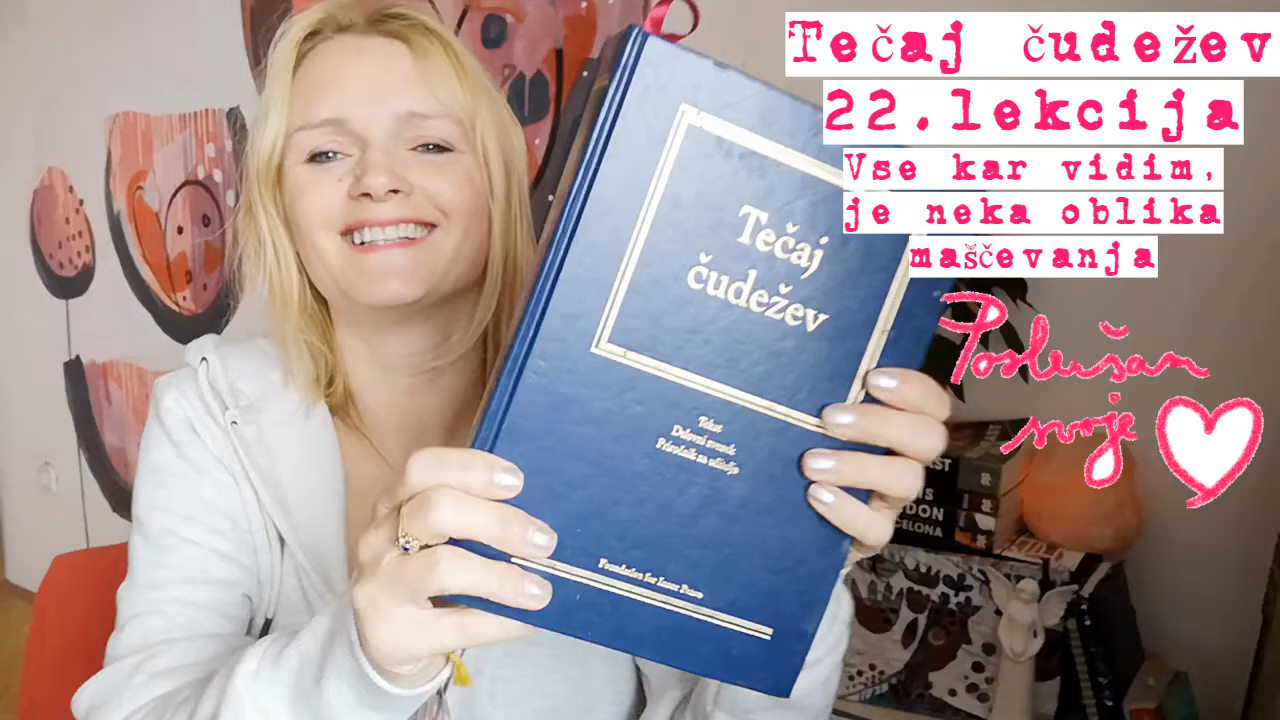 Tečaj čudežev
22.lekcija
Vse kar vidim,
je neka oblika
maščevanja
Poslušam
svoje
Tečaj
čudežev
Tekst
Delovni zvezek
Priročnik za učitelje
Foundation for Inner Peace